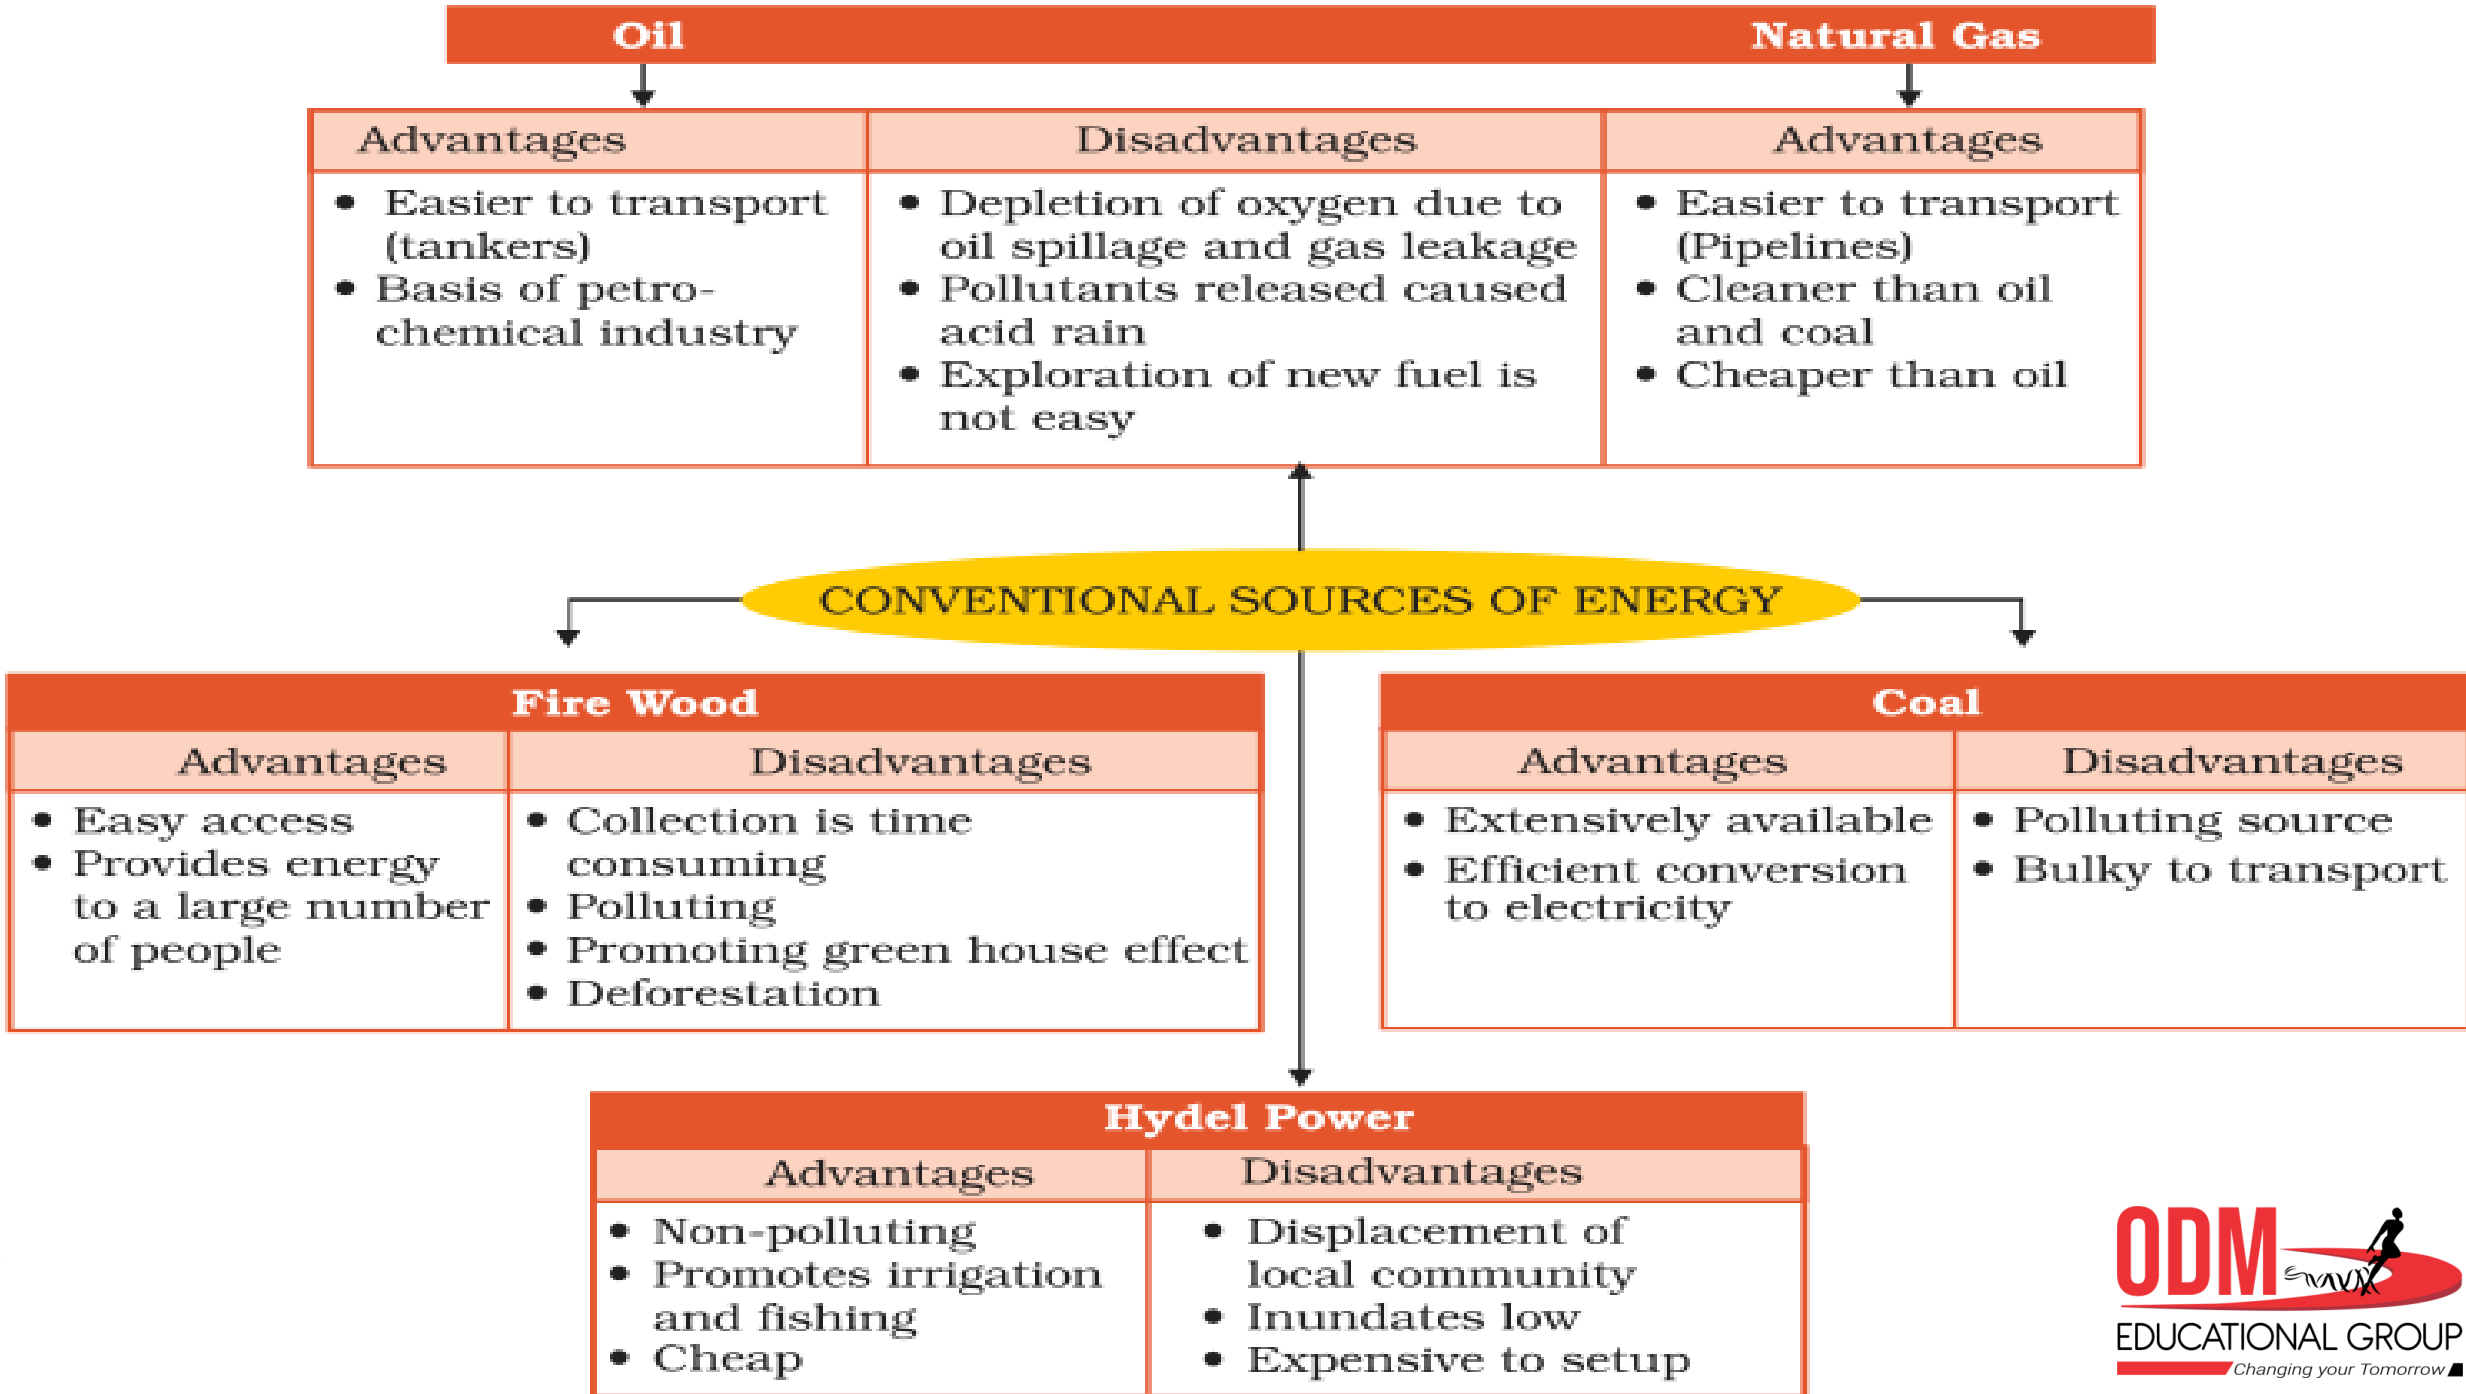 Oil
Natural Gas
Advantages
• Easier to transport
(tankers)
• Basis of petro-
chemical industry
Disadvantages
• Depletion of oxygen due to
oil spillage and gas leakage
• Pollutants released caused
acid rain
• Exploration of new fuel is
not easy
Advantages
• Easier to transport
(Pipelines)
• Cleaner than oil
and coal
• Cheaper than oil
CONVENTIONAL SOURCES OF ENERGY
Fire Wood
Advantages
• Easy access
• Provides energy
to a large number
of people
Disadvantages
• Collection is time
consuming
• Polluting
• Promoting green house effect
• Deforestation
Coal
Advantages
• Extensively available
• Efficient conversion
to electricity
Disadvantages
• Polluting source
• Bulky to transport
Hydel Power
Advantages
• Non-polluting
• Promotes irrigation
and fishing
• Cheap
Disadvantages
• Displacement of
local community
• Inundates low
• Expensive to setup
ODM
EDUCATIONAL GROUP
Changing your Tomorrow